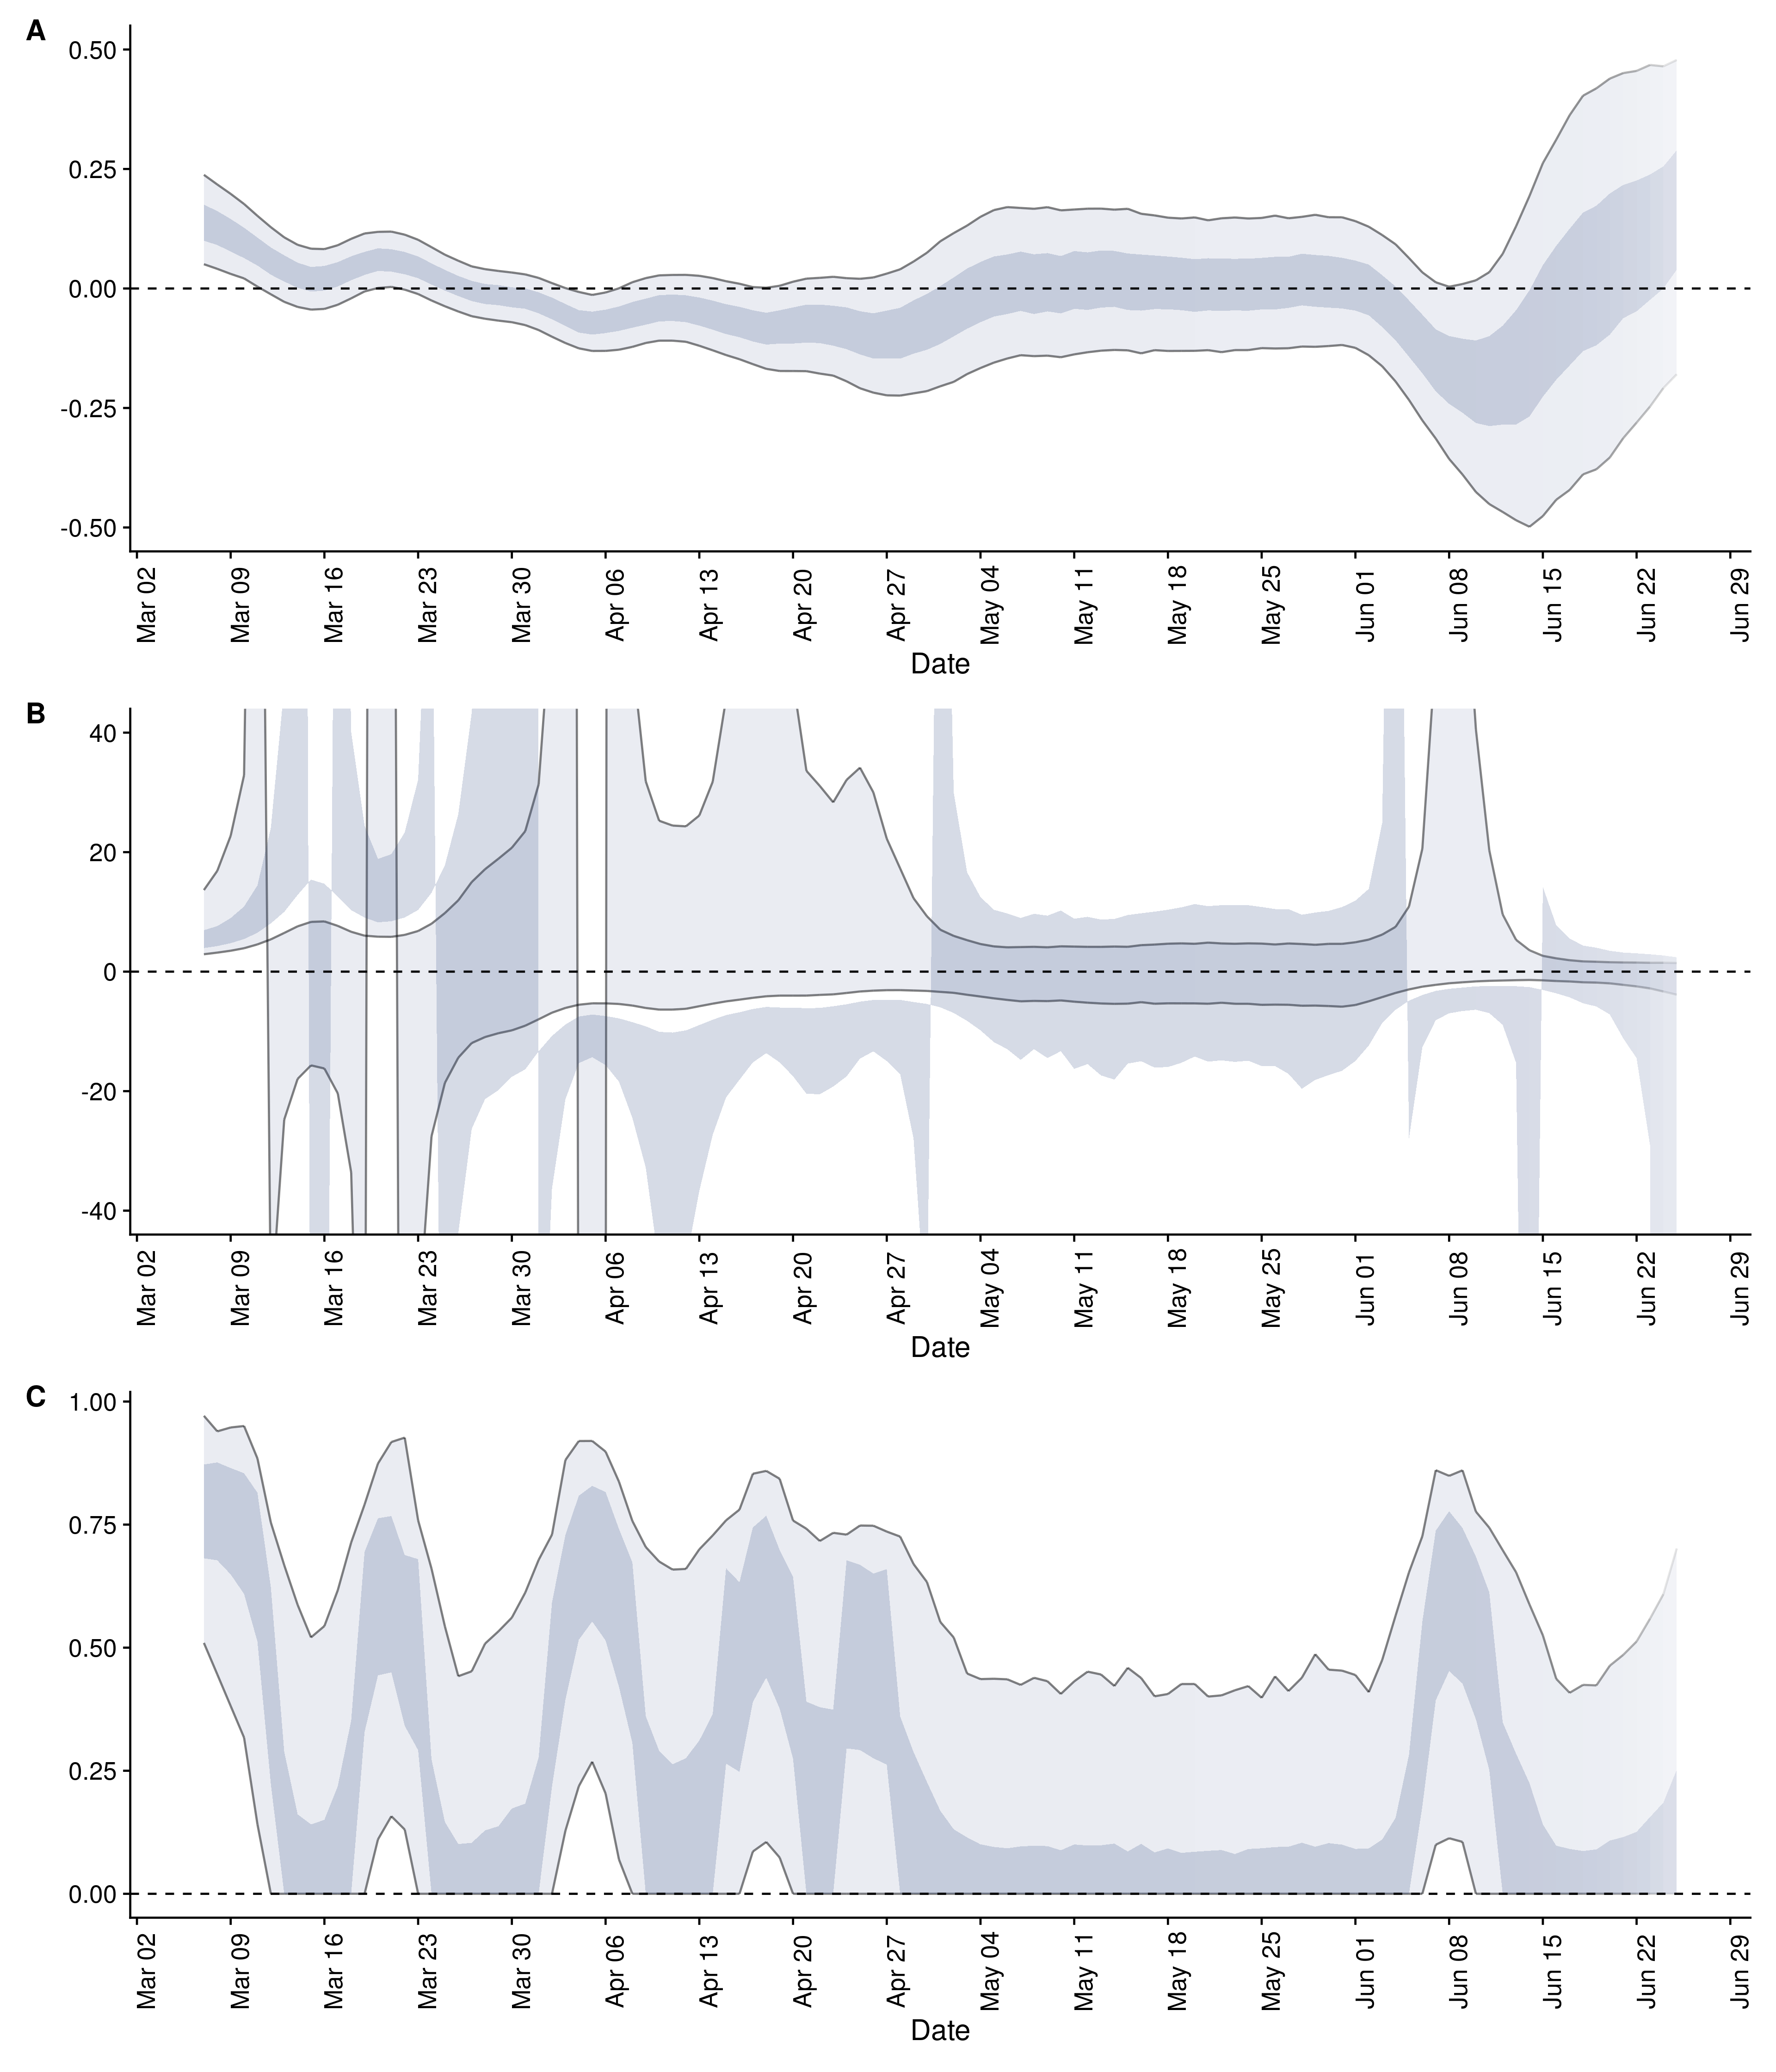 A
0.50
0.25
0.00
-0.25
-0.50
Mar 02
Mar 09
Mar 16
Mar 23
Mar 30
Apr 06
Apr 13
Apr 20
Apr 27
May 04
May 11
May 18
May 25
Jun 01
Jun 08
Jun 15
Jun 22
Jun 29
Date
B
40
20
0
-20
-40
Mar 02
Mar 09
Mar 16
Mar 23
Mar 30
Apr 06
Apr 13
Apr 20
Apr 27
May 04
May 11
May 18
May 25
Jun 01
Jun 08
Jun 15
Jun 22
Jun 29
Date
C
1.00
0.75
0.50
0.25
0.00
Mar 02
Mar 09
Mar 16
Mar 23
Mar 30
Apr 06
Apr 13
Apr 20
Apr 27
May 04
May 11
May 18
May 25
Jun 01
Jun 08
Jun 15
Jun 22
Jun 29
Date